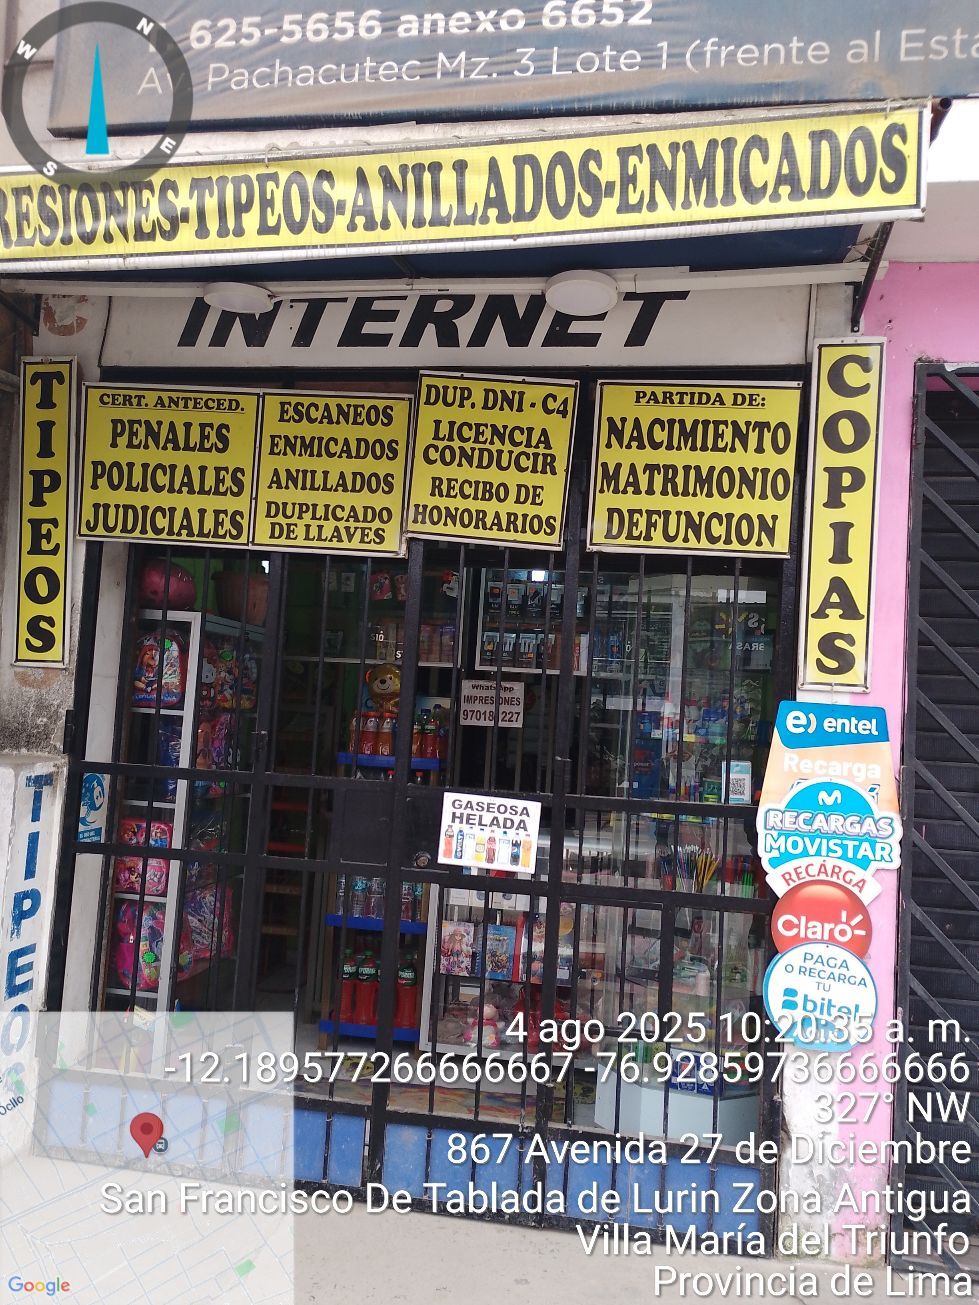 625-5656 anexo 6652
Av. Pachacutec Mz. 3 Lote 1 (frente al Esta
N
W
E
S
RESIONES-TIPEOS-ANILLADOS-ENMICADOS
INTERNET
TIPEOS
CERT. ANTECED.
PENALES
POLICIALES
JUDICIALES
ESCANEOS
ENMICADOS
ANILLADOS
DUPLICADO
DE LLAVES
DUP. DNI - C4
LICENCIA
CONDUCIR
RECIBO DE
HONORARIOS
PARTIDA DE:
NACIMIENTO
MATRIMONIO
DEFUNCION
COPIAS
WhatsApp
IMPRESIONES
GASEOSA
HELADA
TIPEOS
e) entel
Recarga
RECARGAS
MOVISTAR
RECARGA
Claro
PAGA
O RECARGA
TU
bitel
4 ago 2025 10:20:35 a. m.
-12.189577266666667 -76.92859736666666
327° NW
867 Avenida 27 de Diciembre
San Francisco De Tablada de Lurin Zona Antigua
Villa María del Triunfo
Provincia de Lima
Ocllo
Google